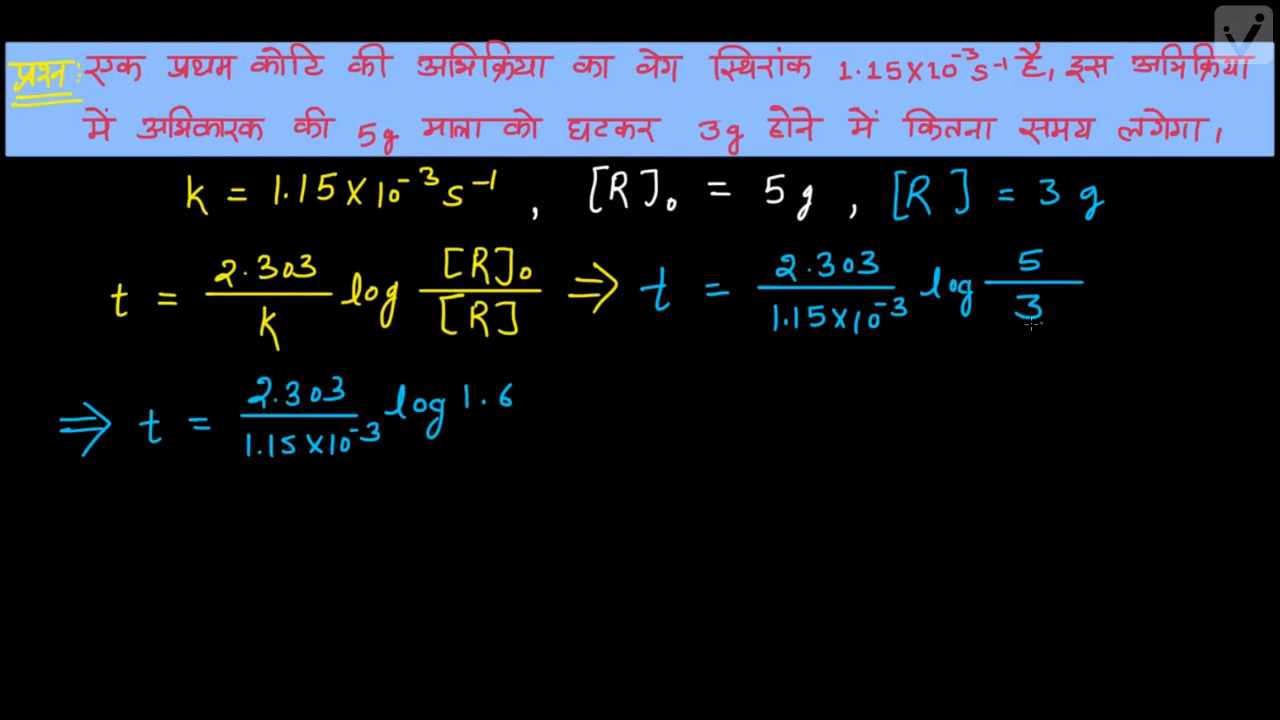 प्रश्न: एक प्रथम कोटि की अभिक्रिया का वेग स्थिरांक 1.15×10⁻³s⁻¹ है, इस अभिक्रिया
में अभिकारक की 5g मात्रा को घटकर 3g होने में कितना समय लगेगा।
k = 1.15×10⁻³s⁻¹, [R]₀ = 5g, [R] = 3g
t = 2.303/k log [R]₀/[R] ⇒ t = 2.303/1.15×10⁻³ log 5/3
⇒ t = 2.303/1.15×10⁻³ log 1.6